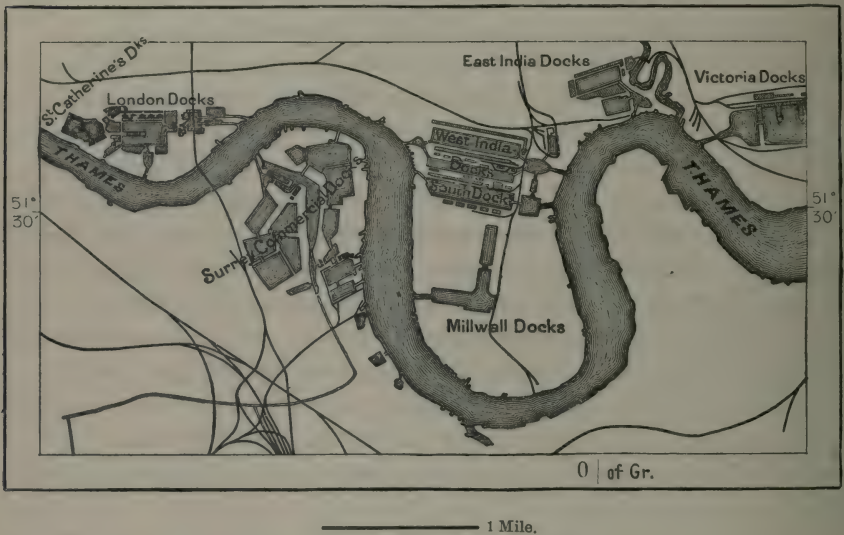 St. Catherine's Dks
London Docks
East India Docks
Victoria Docks
THAMES
West India
Docks
South Dock
THAMES
51°
30'
51°
30'
Surrey Commercial Docks
Millwall Docks
0 | of Gr.
1 Mile.